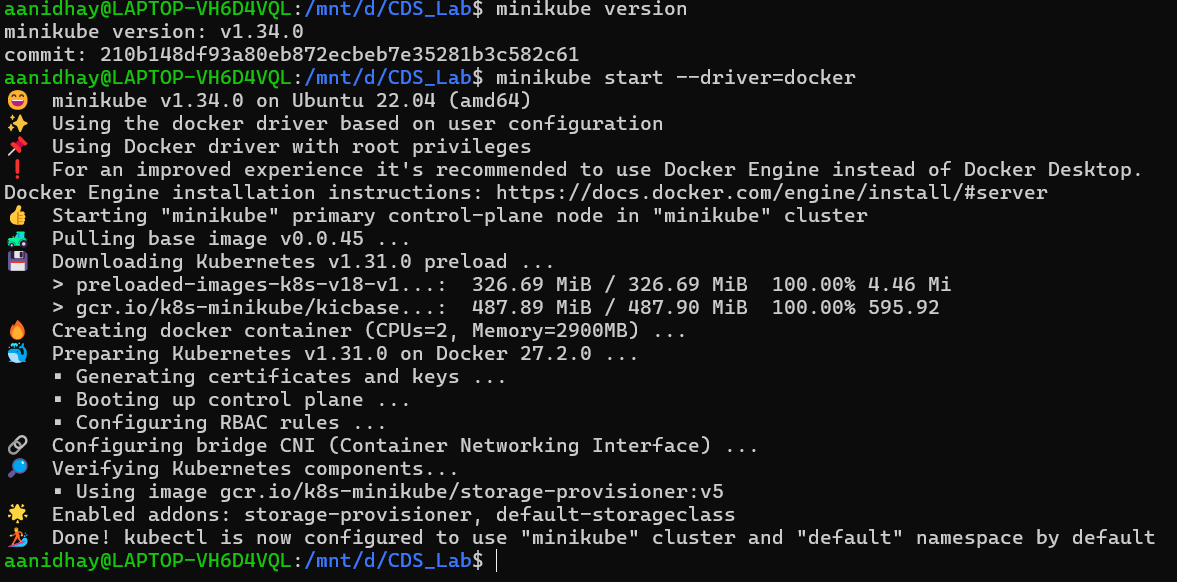 aanidhay@LAPTOP-VH6D4VQL:/mnt/d/CDS_Lab$ minikube version
minikube version: v1.34.0
commit: 210b148df93a80eb872ecbeb7e35281b3c582c61
aanidhay@LAPTOP-VH6D4VQL:/mnt/d/CDS_Lab$ minikube start --driver=docker
😄  minikube v1.34.0 on Ubuntu 22.04 (amd64)
✨  Using the docker driver based on user configuration
📌  Using Docker driver with root privileges
❗  For an improved experience it's recommended to use Docker Engine instead of Docker Desktop.
Docker Engine installation instructions: https://docs.docker.com/engine/install/#server
👍  Starting "minikube" primary control-plane node in "minikube" cluster
🚜  Pulling base image v0.0.45 ...
💾  Downloading Kubernetes v1.31.0 preload ...
    > preloaded-images-k8s-v18-v1...:  326.69 MiB / 326.69 MiB  100.00% 4.46 Mi
    > gcr.io/k8s-minikube/kicbase...:  487.89 MiB / 487.90 MiB  100.00% 595.92
🔥  Creating docker container (CPUs=2, Memory=2900MB) ...
🐳  Preparing Kubernetes v1.31.0 on Docker 27.2.0 ...
    ▪ Generating certificates and keys ...
    ▪ Booting up control plane ...
    ▪ Configuring RBAC rules ...
🔗  Configuring bridge CNI (Container Networking Interface) ...
🔎  Verifying Kubernetes components...
    ▪ Using image gcr.io/k8s-minikube/storage-provisioner:v5
🌟  Enabled addons: storage-provisioner, default-storageclass
🏄  Done! kubectl is now configured to use "minikube" cluster and "default" namespace by default
aanidhay@LAPTOP-VH6D4VQL:/mnt/d/CDS_Lab$